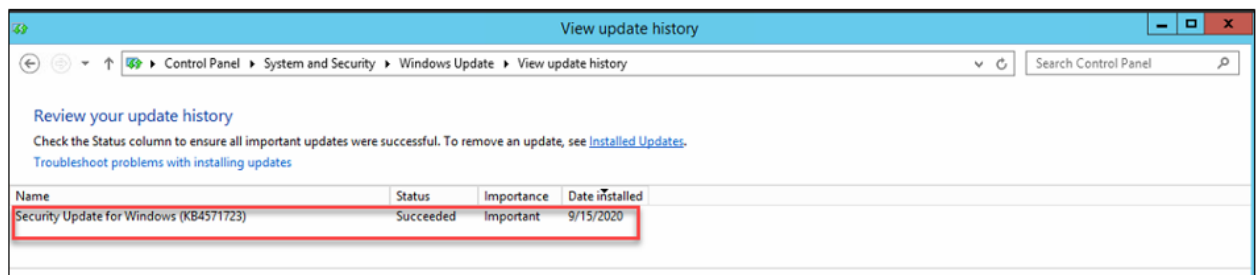 View update history
Control Panel System and Security Windows Update View update history
Search Control Panel
Review your update history
Check the Status column to ensure all important updates were successful. To remove an update, see Installed Updates.
Troubleshoot problems with installing updates
Name Status Importance Date installed
Security Update for Windows (KB4571723) Succeeded Important 9/15/2020